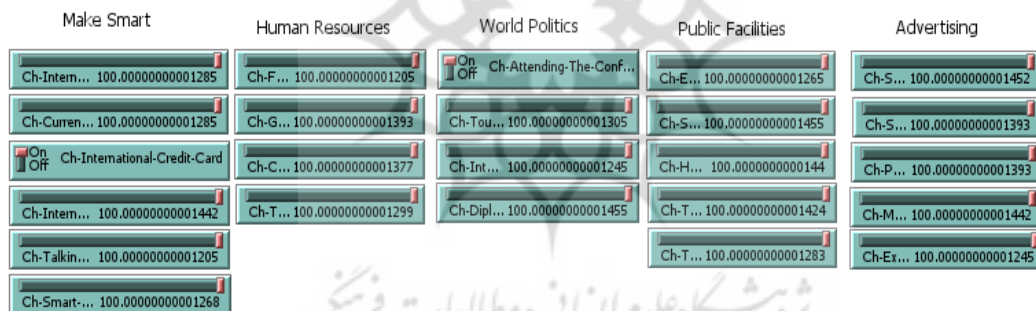 Make Smart
Ch-Intern... 100.00000000001285
Ch-Curren... 100.00000000001285
On
Off
Ch-International-Credit-Card
Ch-Intern... 100.00000000001442
Ch-Talkin... 100.00000000001205
Ch-Smart-... 100.00000000001268
Human Resources
Ch-F... 100.00000000001205
Ch-G... 100.00000000001393
Ch-C... 100.00000000001377
Ch-T... 100.00000000001299
World Politics
On
Off
Ch-Attending-The-Conf...
Ch-Tou... 100.00000000001305
Ch-Int... 100.00000000001245
Ch-Dipl... 100.00000000001455
Public Facilities
Ch-E... 100.00000000001265
Ch-S... 100.00000000001455
Ch-H... 100.0000000000144
Ch-T... 100.00000000001424
Ch-T... 100.00000000001283
Advertising
Ch-S... 100.00000000001452
Ch-S... 100.00000000001393
Ch-P... 100.00000000001393
Ch-M... 100.00000000001442
Ch-Ex... 100.00000000001245
پژوهشگاه علوم انسانی و مطالعات فرهنگی